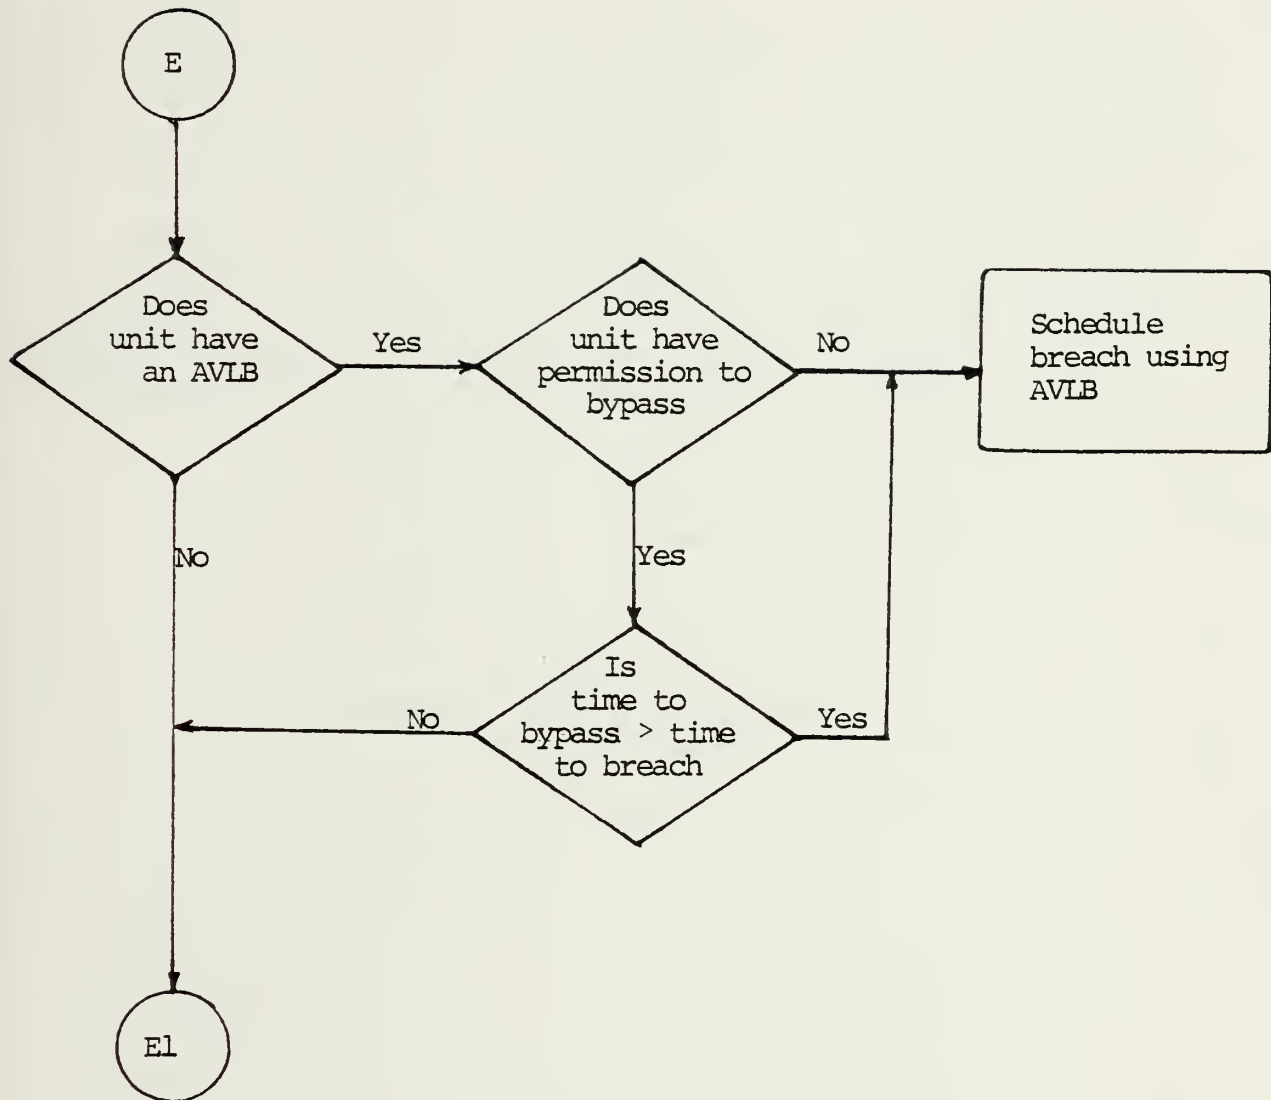 E
Does
unit have
an AVLB
Yes
Does
unit have
permission to
bypass
No
Schedule
breach using
AVLB
No
Yes
Is
time to
bypass > time
to breach
No
Yes
E1